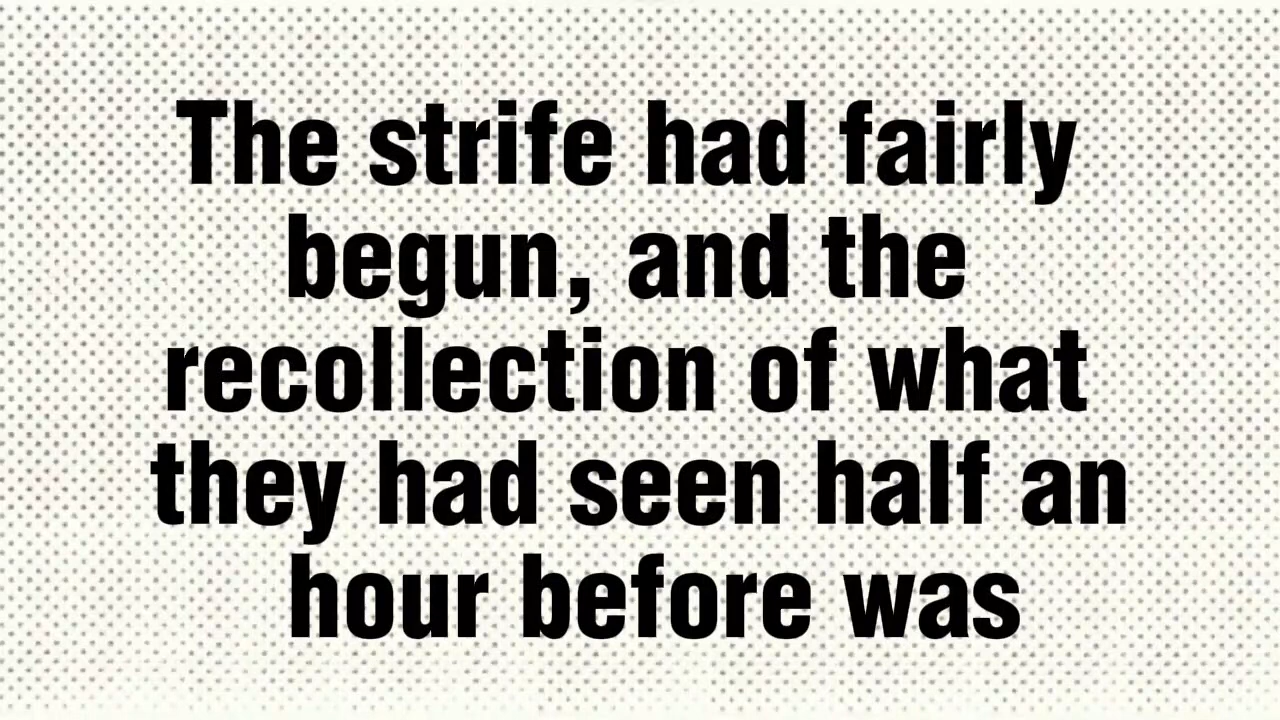 The strife had fairly
begun, and the
recollection of what
they had seen half an
hour before was